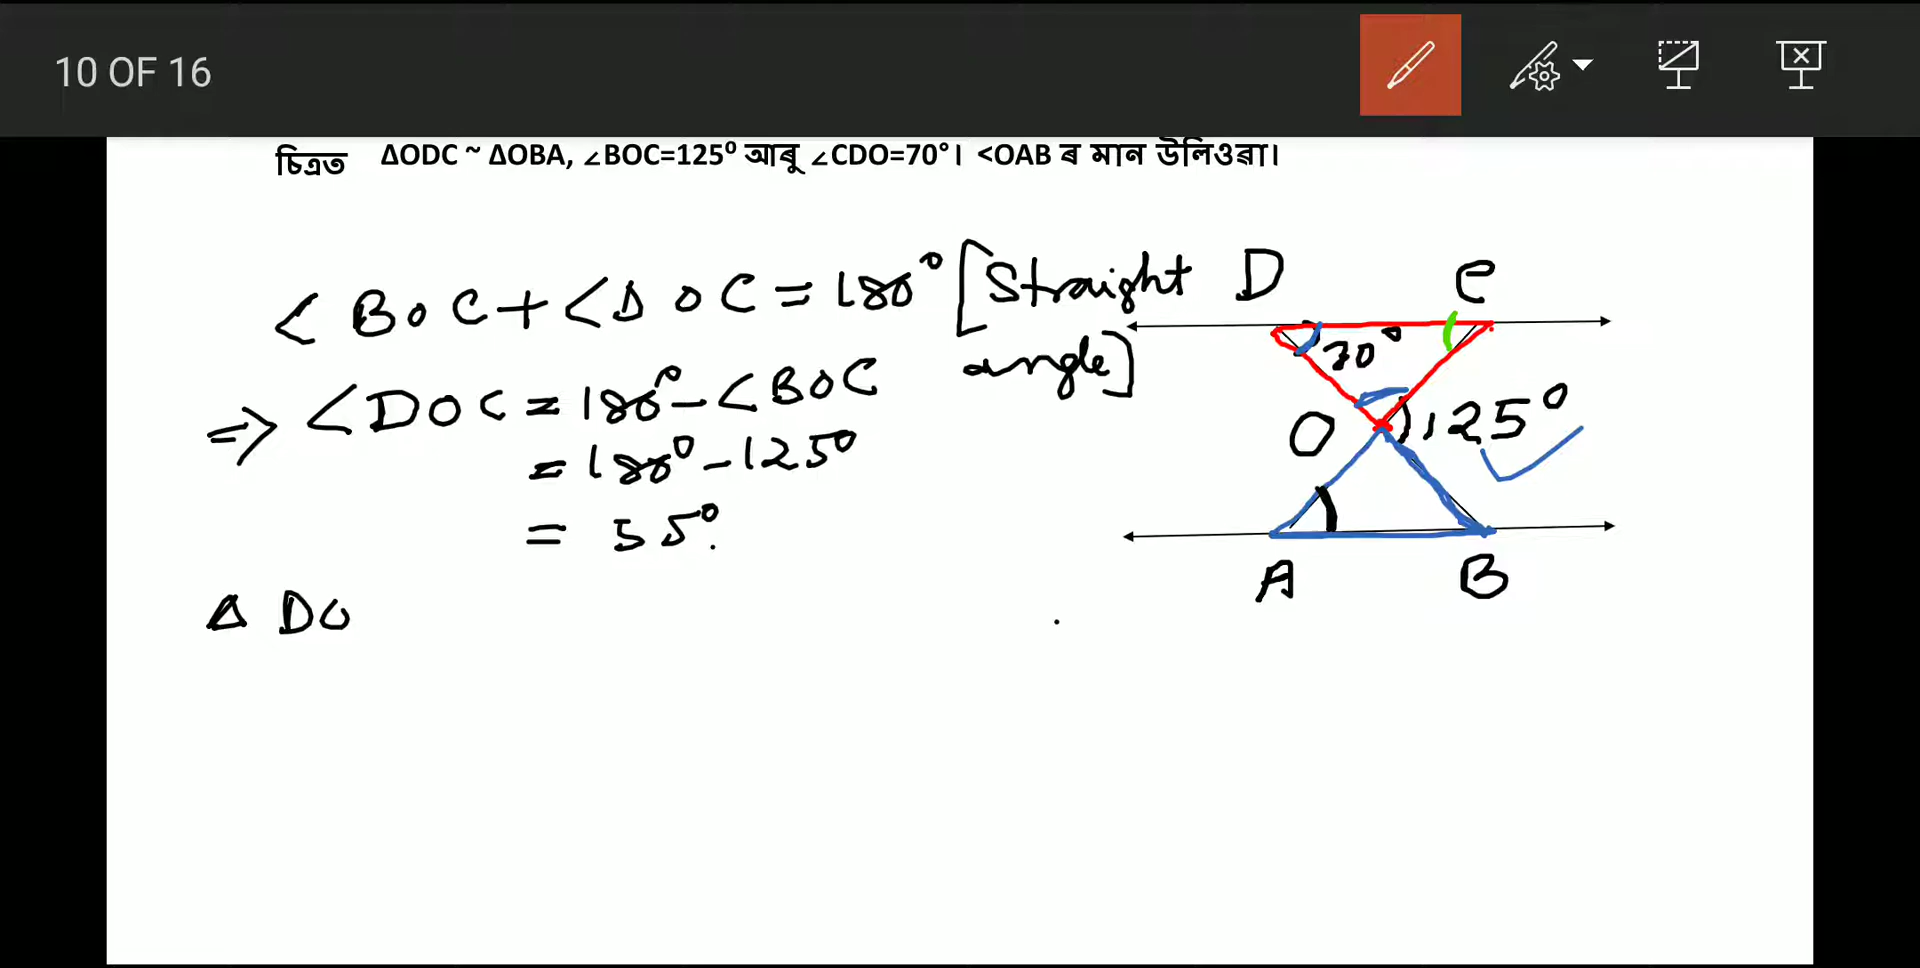 10 OF 16
চিত্ৰত ΔODC ~ ΔOBA, ∠BOC=125⁰ আৰু ∠CDO=70°। <OAB ৰ মান উলিওৱা।
∠BOC+∠DOC=180° [Straight angle]
⇒ ∠DOC=180°-∠BOC
=180°-125°
= 55°.
Δ DO
D C
70°
O 125°
A B